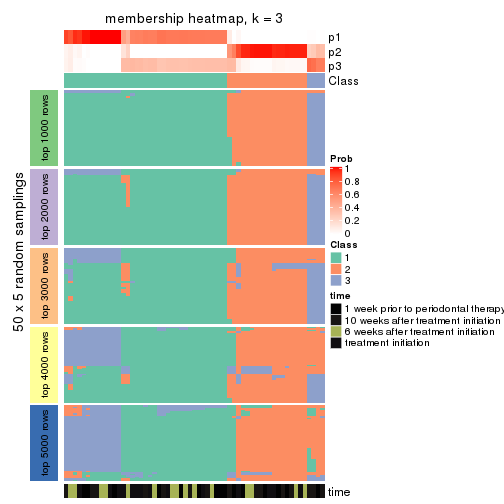 membership heatmap, k = 3
p1
p2
p3
Class
50 x 5 random samplings
top 1000 rows
top 2000 rows
top 3000 rows
top 4000 rows
top 5000 rows
Prob
1
0.8
0.6
0.4
0.2
0
Class
1
2
3
time
1 week prior to periodontal therapy
10 weeks after treatment initiation
6 weeks after treatment initiation
treatment initiation
time